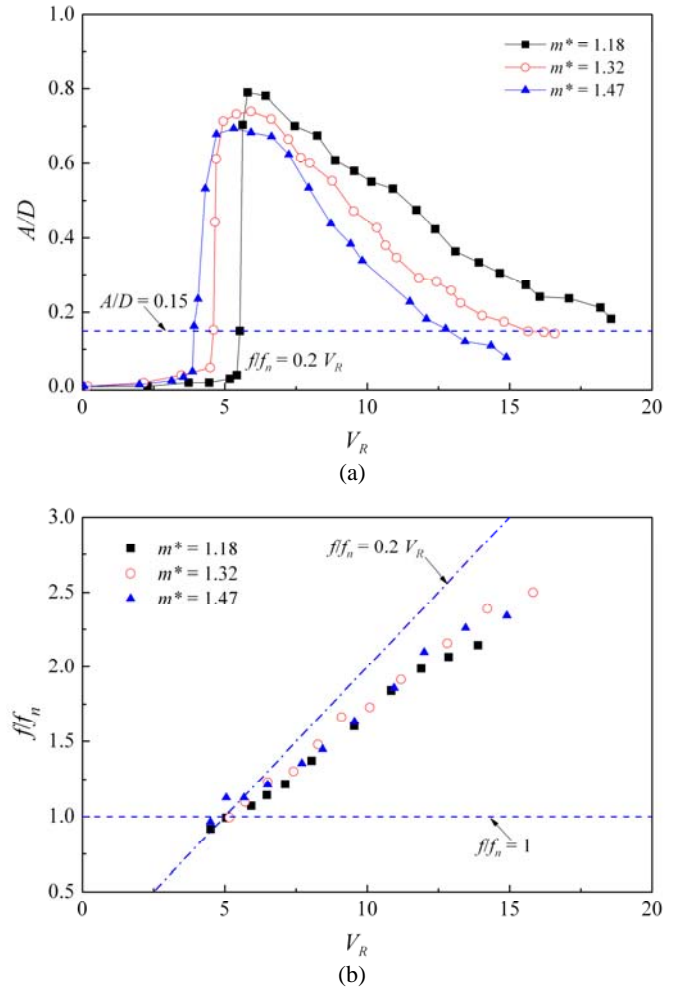 1.0
0.8
0.6
0.4
0.2
0.0
A/D
m* = 1.18
m* = 1.32
m* = 1.47
A/D = 0.15
f/fn = 0.2 VR
0 5 10 15 20
VR
(a)
3.0
2.5
2.0
1.5
1.0
0.5
f/fn
m* = 1.18
m* = 1.32
m* = 1.47
f/fn = 0.2 VR
f/fn = 1
0 5 10 15 20
VR
(b)